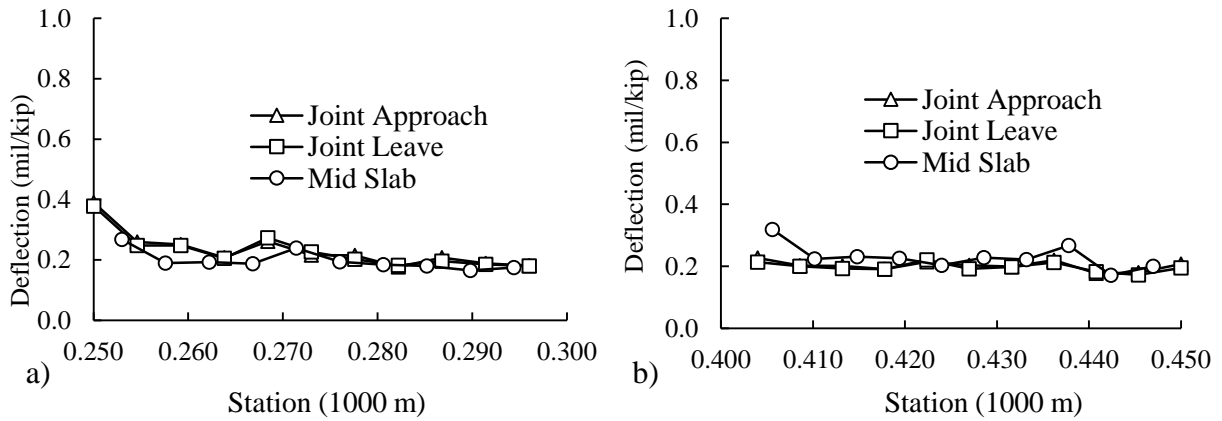 Deflection (mil/kip)
1.0
0.8
0.6
0.4
0.2
0.0
Joint Approach
Joint Leave
Mid Slab
0.250 0.260 0.270 0.280 0.290 0.300
a)
Station (1000 m)
Deflection (mil/kip)
1.0
0.8
0.6
0.4
0.2
0.0
Joint Approach
Joint Leave
Mid Slab
0.400 0.410 0.420 0.430 0.440 0.450
b)
Station (1000 m)